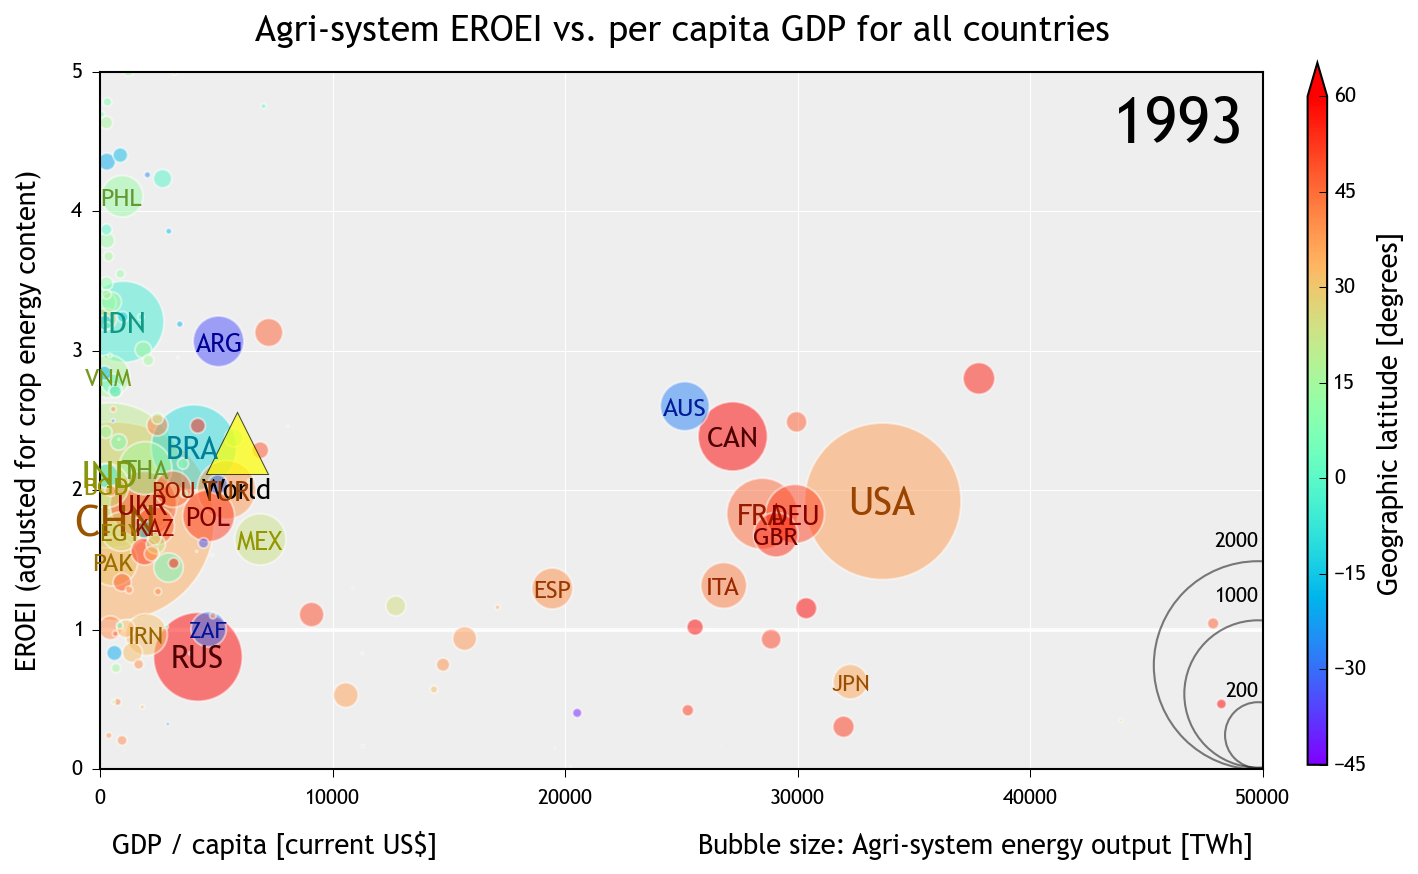 Agri-system EROEI vs. per capita GDP for all countries
1993
EROEI (adjusted for crop energy content)
5
4
3
2
1
0
PHL
IDN
ARG
VNM
AUS
CAN
BRA
THA
IND
BGD
ROU
TUR
World
UKR
CHN
EGY
KAZ
POL
MEX
FRA
DEU
GBR
USA
PAK
ESP
ITA
IRN
ZAF
RUS
JPN
2000
1000
200
0
10000
20000
30000
40000
50000
GDP / capita [current US$]
Bubble size: Agri-system energy output [TWh]
60
45
30
15
0
−15
−30
−45
Geographic latitude [degrees]